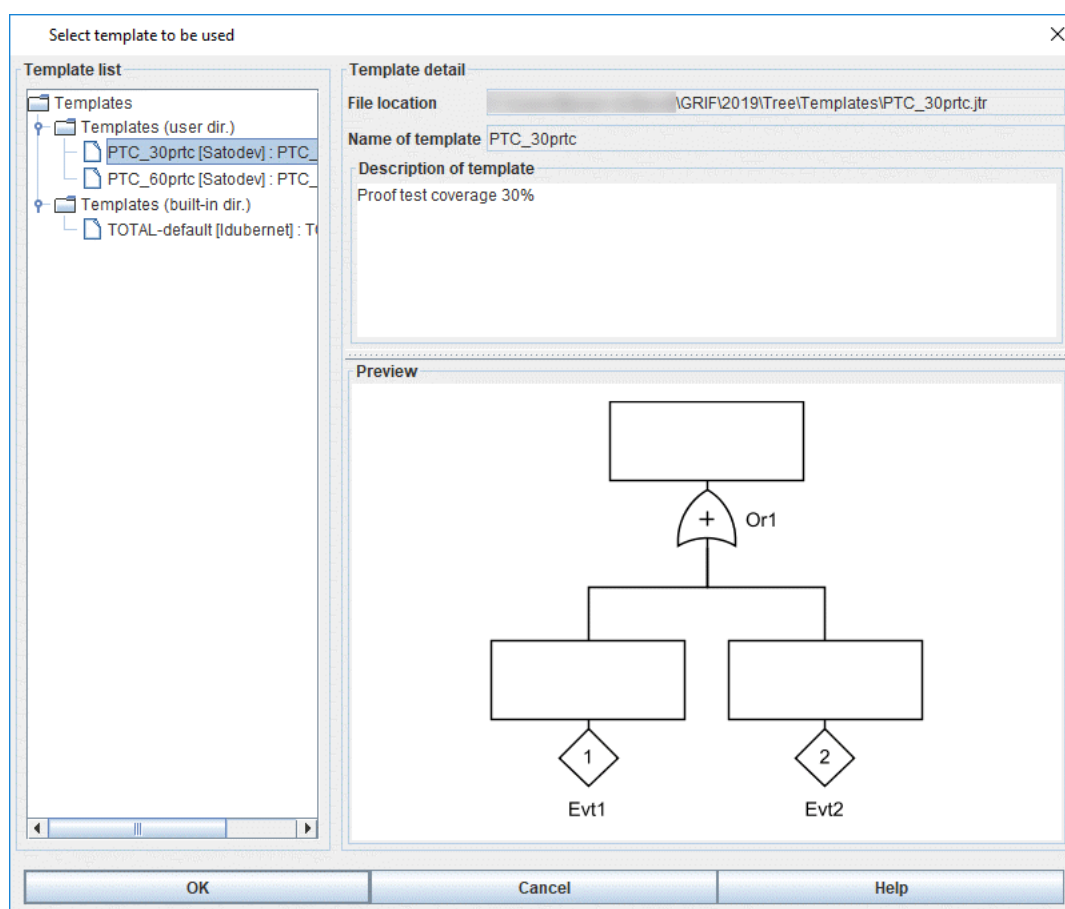 Select template to be used
Template list
Templates
Templates (user dir.)
PTC_30prtc [Satodev] : PTC_
PTC_60prtc [Satodev] : PTC_
Templates (built-in dir.)
TOTAL-default [ldubernet] : T
Template detail
File location \GRIF\2019\Tree\Templates\PTC_30prtc.jtr
Name of template PTC_30prtc
Description of template
Proof test coverage 30%
Preview
+ Or1
1 2
Evt1 Evt2
OK Cancel Help